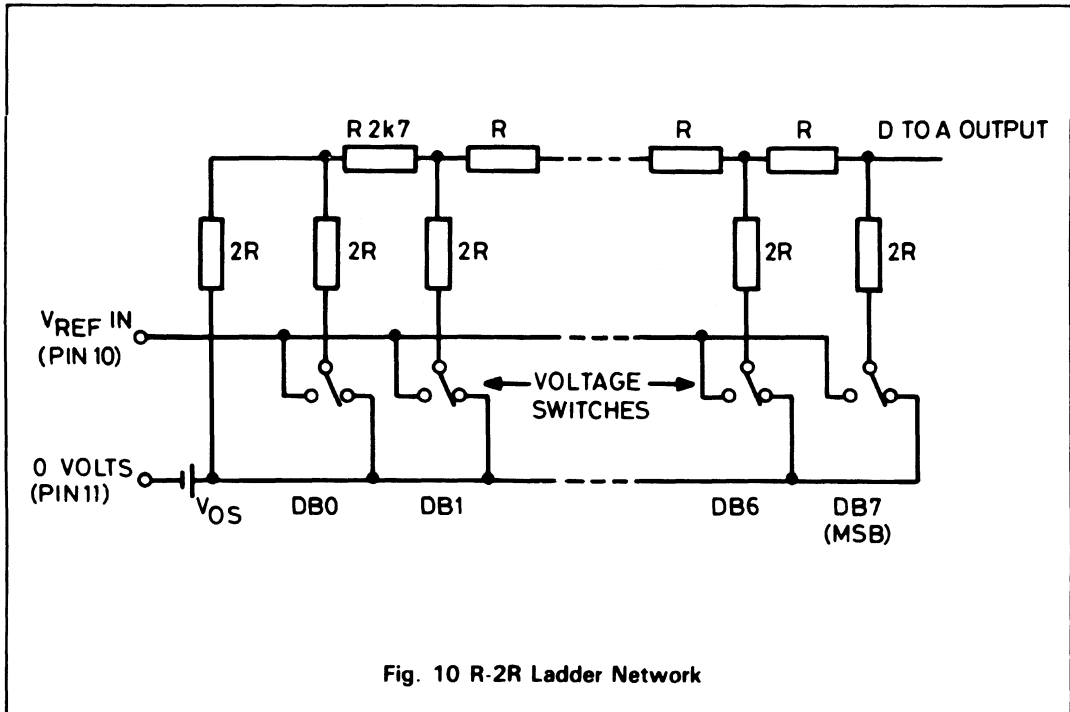 R 2k7 R R R D TO A OUTPUT
2R 2R 2R 2R 2R
VREF IN
(PIN 10)
VOLTAGE
SWITCHES
0 VOLTS
(PIN11)
VOS DB0 DB1 DB6 DB7
(MSB)
Fig. 10 R-2R Ladder Network